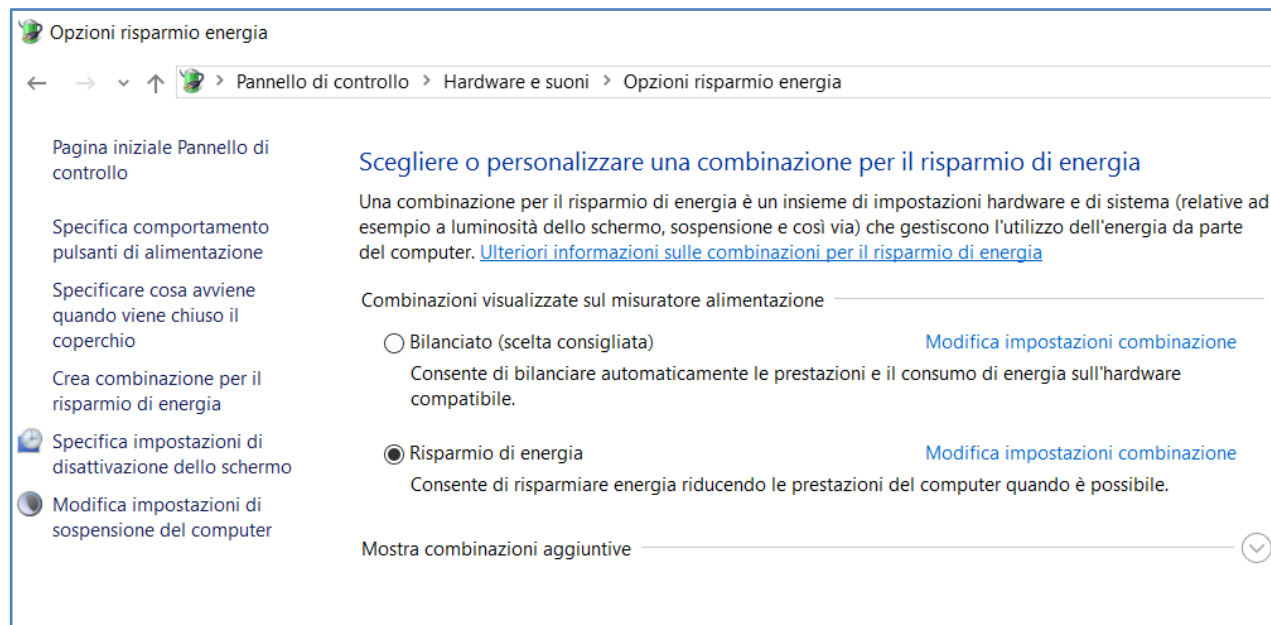 Opzioni risparmio energia
Pannello di controllo > Hardware e suoni > Opzioni risparmio energia
Pagina iniziale Pannello di
controllo
Specifica comportamento
pulsanti di alimentazione
Specificare cosa avviene
quando viene chiuso il
coperchio
Crea combinazione per il
risparmio di energia
Specifica impostazioni di
disattivazione dello schermo
Modifica impostazioni di
sospensione del computer
Scegliere o personalizzare una combinazione per il risparmio di energia
Una combinazione per il risparmio di energia è un insieme di impostazioni hardware e di sistema (relative ad
esempio a luminosità dello schermo, sospensione e così via) che gestiscono l'utilizzo dell'energia da parte
del computer. Ulteriori informazioni sulle combinazioni per il risparmio di energia
Combinazioni visualizzate sul misuratore alimentazione
Bilanciato (scelta consigliata) Modifica impostazioni combinazione
Consente di bilanciare automaticamente le prestazioni e il consumo di energia sull'hardware
compatibile.
Risparmio di energia Modifica impostazioni combinazione
Consente di risparmiare energia riducendo le prestazioni del computer quando è possibile.
Mostra combinazioni aggiuntive